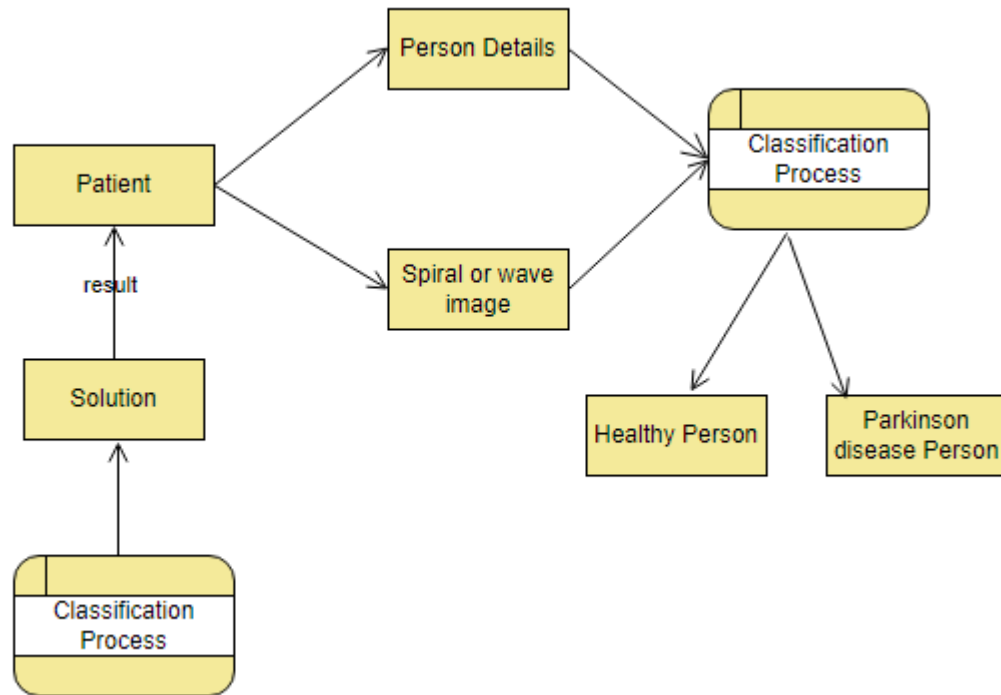 Person Details
Classification
Process
Patient
Spiral or wave
image
result
Solution
Healthy Person
Parkinson
disease Person
Classification
Process